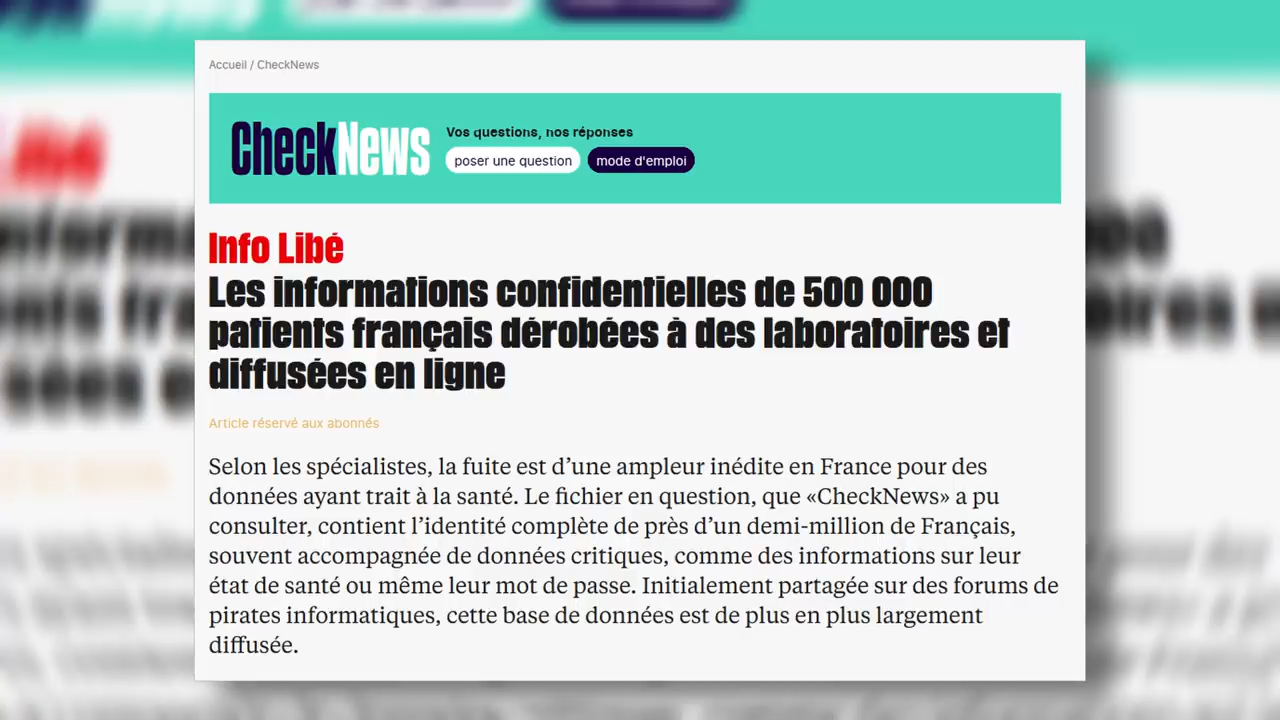 Accueil / CheckNews
CheckNews
Vos questions, nos réponses
poser une question
mode d'emploi
Info Libé
Les informations confidentielles de 500 000
patients français dérobées à des laboratoires et
diffusées en ligne
Article réservé aux abonnés
Selon les spécialistes, la fuite est d’une ampleur inédite en France pour des
données ayant trait à la santé. Le fichier en question, que «CheckNews» a pu
consulter, contient l’identité complète de près d’un demi-million de Français,
souvent accompagnée de données critiques, comme des informations sur leur
état de santé ou même leur mot de passe. Initialement partagée sur des forums de
pirates informatiques, cette base de données est de plus en plus largement
diffusée.